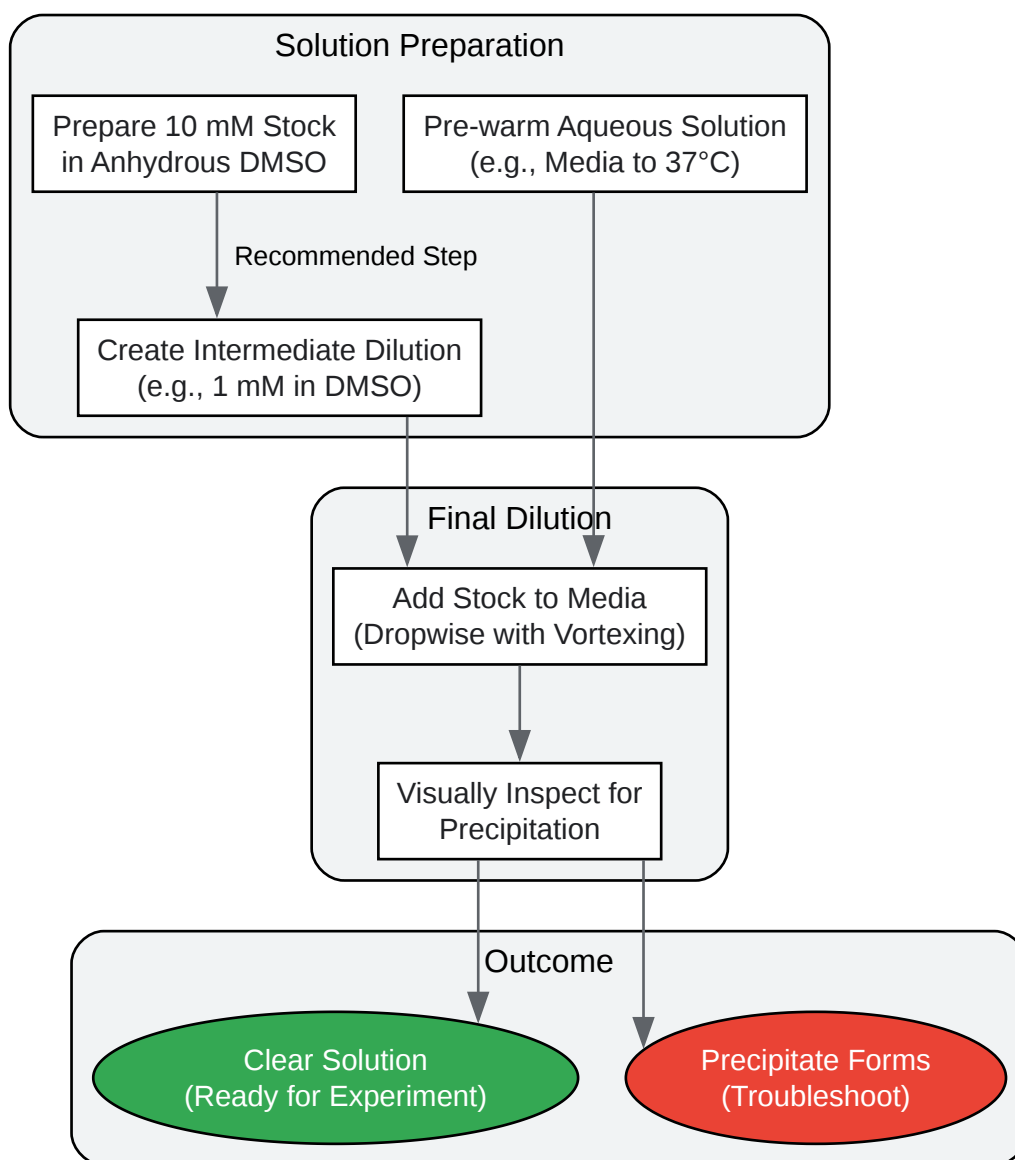 Solution Preparation
Prepare 10 mM Stock
in Anhydrous DMSO
Pre-warm Aqueous Solution
(e.g., Media to 37°C)
Recommended Step
Create Intermediate Dilution
(e.g., 1 mM in DMSO)
Final Dilution
Add Stock to Media
(Dropwise with Vortexing)
Visually Inspect for
Precipitation
Outcome
Clear Solution
(Ready for Experiment)
Precipitate Forms
(Troubleshoot)